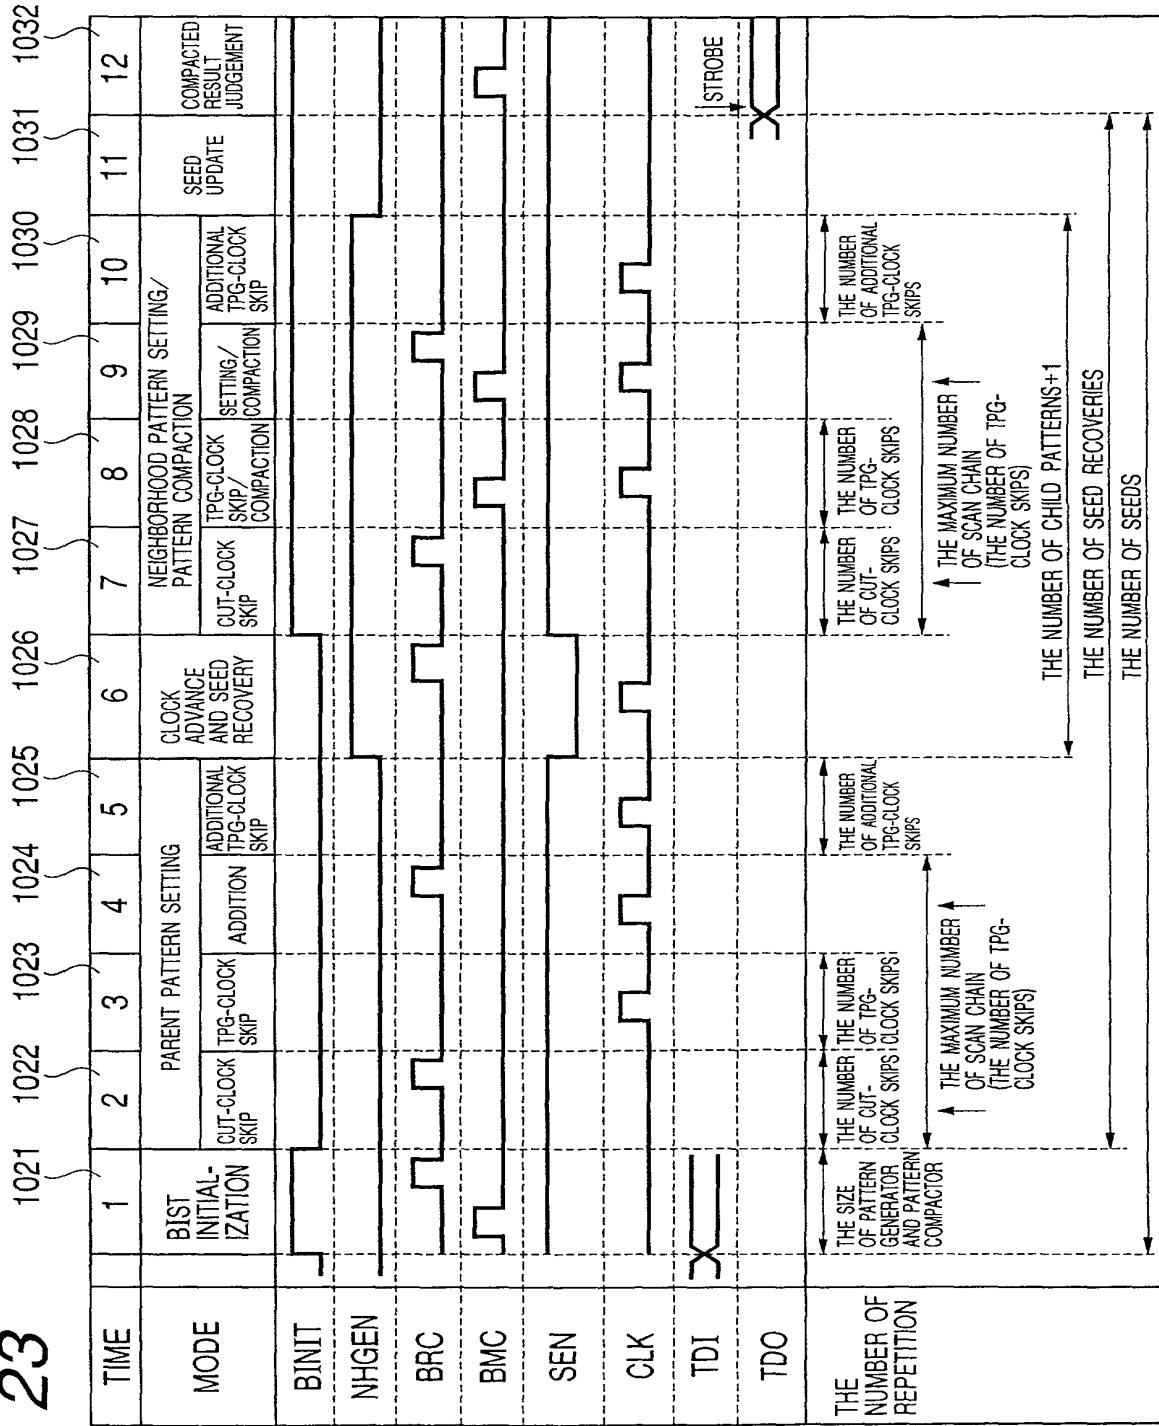 23
1021 1022 1023 1024 1025 1026 1027 1028 1029 1030 1031 1032
TIME 1 2 3 4 5 6 7 8 9 10 11 12
MODE
BIST
INITIAL-
IZATION
PARENT PATTERN SETTING
CUT-CLOCK
SKIP
TPG-CLOCK
SKIP
ADDITION
ADDITIONAL
TPG-CLOCK
SKIP
CLOCK
ADVANCE
AND SEED
RECOVERY
NEIGHBORHOOD PATTERN SETTING/
PATTERN COMPACTION
CUT-CLOCK
SKIP
TPG-CLOCK
SKIP/
COMPACTION
SETTING/
COMPACTION
ADDITIONAL
TPG-CLOCK
SKIP
SEED
UPDATE
COMPACTED
RESULT
JUDGEMENT
BINIT
NHGEN
BRC
BMC
SEN
CLK
TDI
STROBE
TDO
THE
NUMBER OF
REPETITION
THE SIZE
OF PATTERN
GENERATOR
AND PATTERN
COMPACTOR
THE NUMBER
OF CUT-
CLOCK SKIPS
THE NUMBER
OF TPG-
CLOCK SKIPS
THE MAXIMUM NUMBER
OF SCAN CHAIN
(THE NUMBER OF TPG-
CLOCK SKIPS)
THE NUMBER
OF ADDITIONAL
TPG-CLOCK
SKIPS
THE NUMBER
OF CUT-
CLOCK SKIPS
THE NUMBER
OF TPG-
CLOCK SKIPS
THE MAXIMUM NUMBER
OF SCAN CHAIN
(THE NUMBER OF TPG-
CLOCK SKIPS)
THE NUMBER
OF ADDITIONAL
TPG-CLOCK
SKIPS
THE NUMBER OF CHILD PATTERNS+1
THE NUMBER OF SEED RECOVERIES
THE NUMBER OF SEEDS